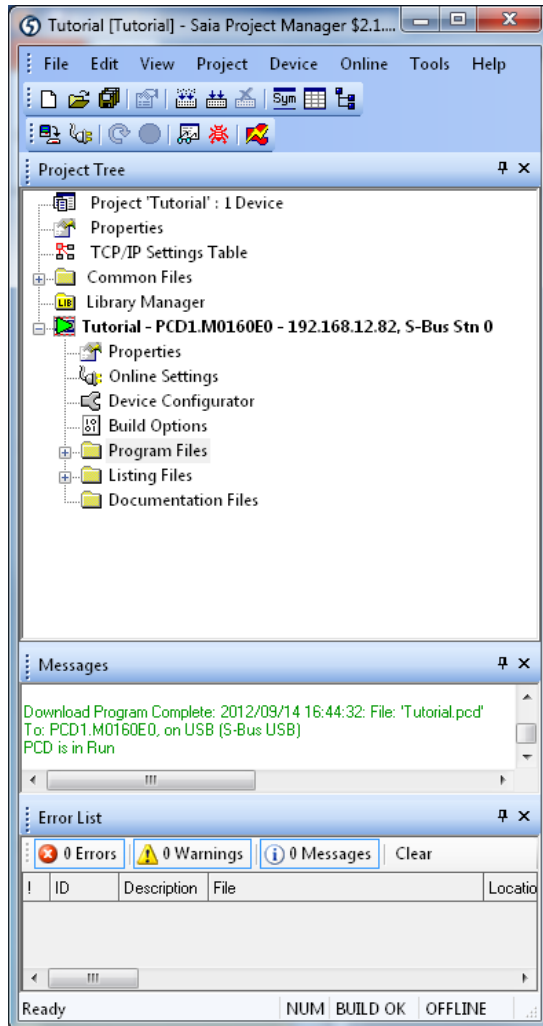 Tutorial [Tutorial] - Saia Project Manager $2.1....
File Edit View Project Device Online Tools Help
Sym
Project Tree
Project 'Tutorial' : 1 Device
Properties
TCP/IP Settings Table
Common Files
LIB Library Manager
Tutorial - PCD1.M0160E0 - 192.168.12.82, S-Bus Stn 0
Properties
Online Settings
Device Configurator
Build Options
Program Files
Listing Files
Documentation Files
Messages
Download Program Complete: 2012/09/14 16:44:32: File: 'Tutorial.pcd'
To: PCD1.M0160E0, on USB (S-Bus USB)
PCD is in Run
Error List
0 Errors 0 Warnings 0 Messages Clear
! ID Description File Locatio
Ready NUM BUILD OK OFFLINE